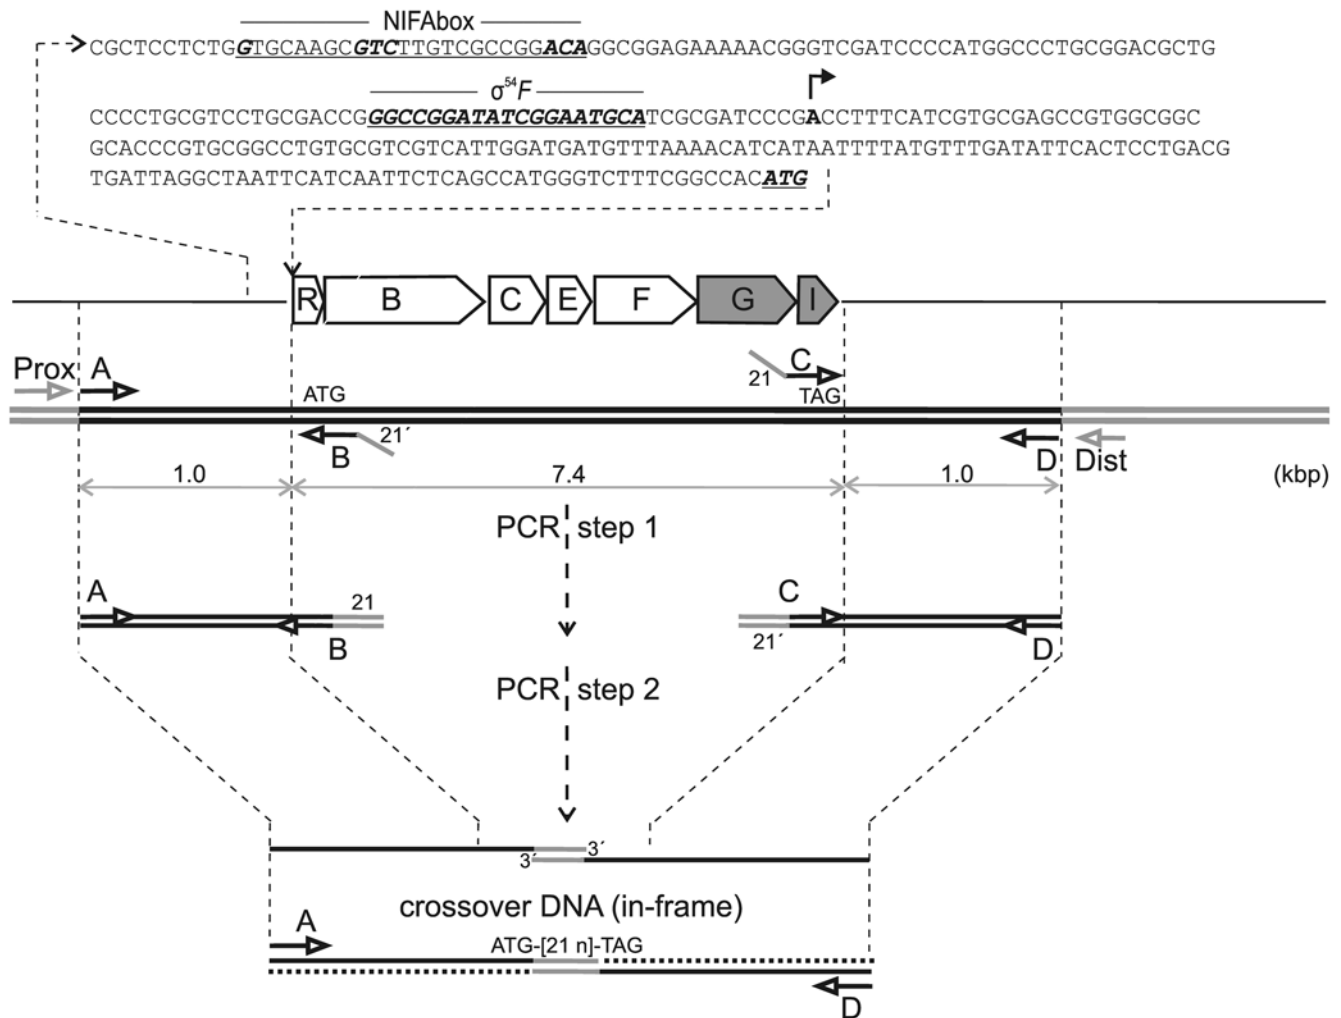 NIFAbox
CGCTCCTCTGGTGCAAGCGTCTTGTCGCCGGACAGGCGGAGAAAAACGGGTCGATCCCCATGGCCCTGCGGACGCTG
σ⁵⁴F
CCCCTGCGTCCTGCGACCGGGCCGGATATCGGAATGCATCGCGATCCCGACCTTTCATCGTGCGAGCCGTGGCGGC
GCACCCGTGCGGCCTGTGCGTCGTCATTGGATGATGTTTAAAACATCATAATTTTATGTTTGATATTCACTCCTGACG
TGATTAGGCTAATTCATCAATTCTCAGCCATGGGTCTTTCGGCCACATG
R B C E F G I
Prox A 21 C
ATG TAG
B 21´ D Dist
1.0 7.4 1.0 (kbp)
PCR step 1
A 21 C
B 21´ D
PCR step 2
3´ 3´
crossover DNA (in-frame)
A ATG-[21 n]-TAG
D